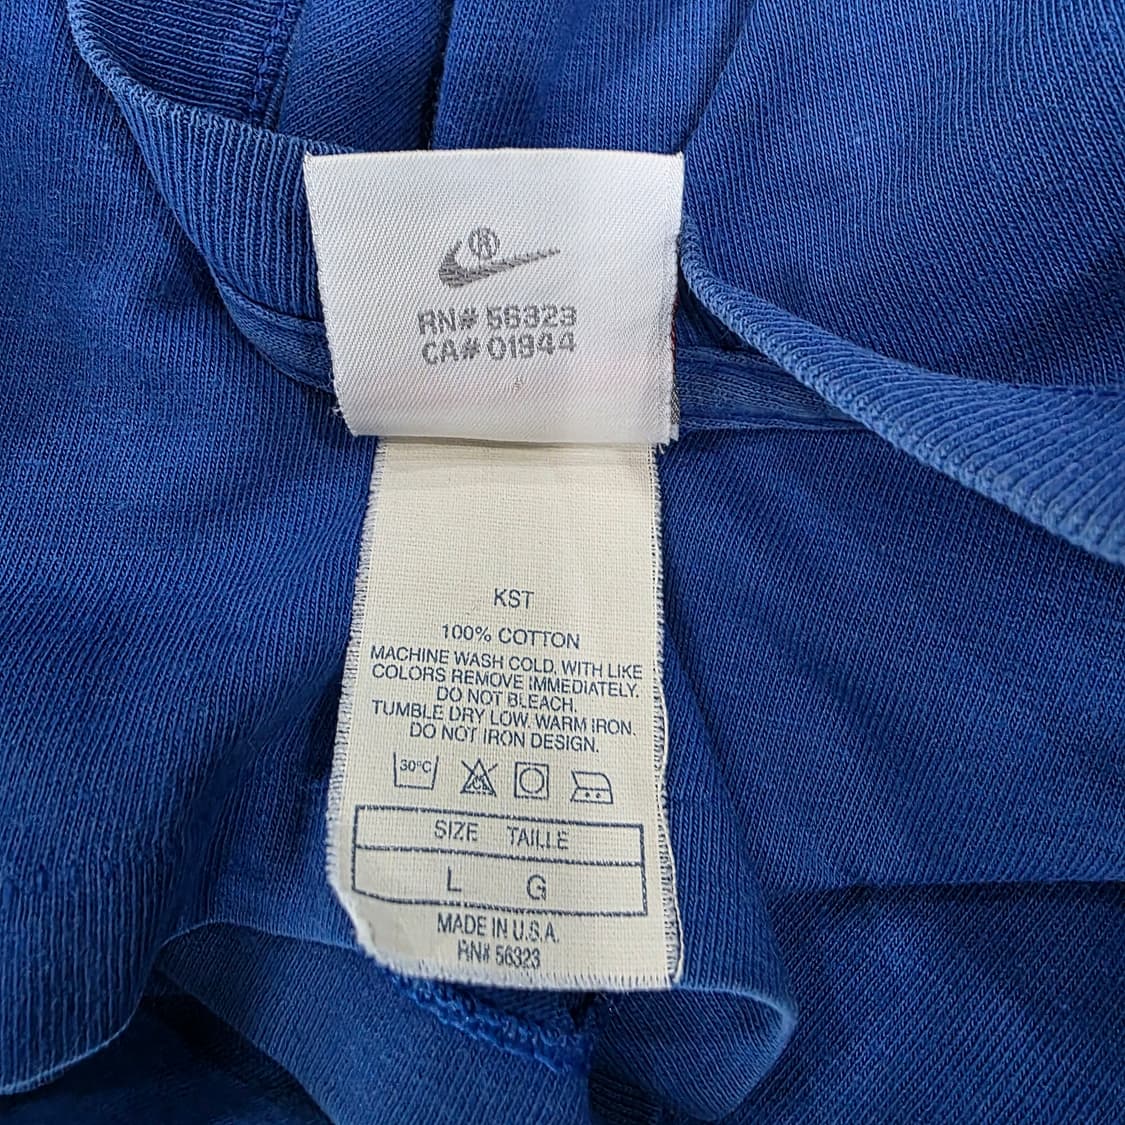 ®
RN# 56323
CA# 01944
KST
100% COTTON
MACHINE WASH COLD, WITH LIKE
COLORS REMOVE IMMEDIATELY.
DO NOT BLEACH.
TUMBLE DRY LOW. WARM IRON.
DO NOT IRON DESIGN.
30°C CL
SIZE TAILLE
L G
MADE IN U.S.A.
RN# 56323